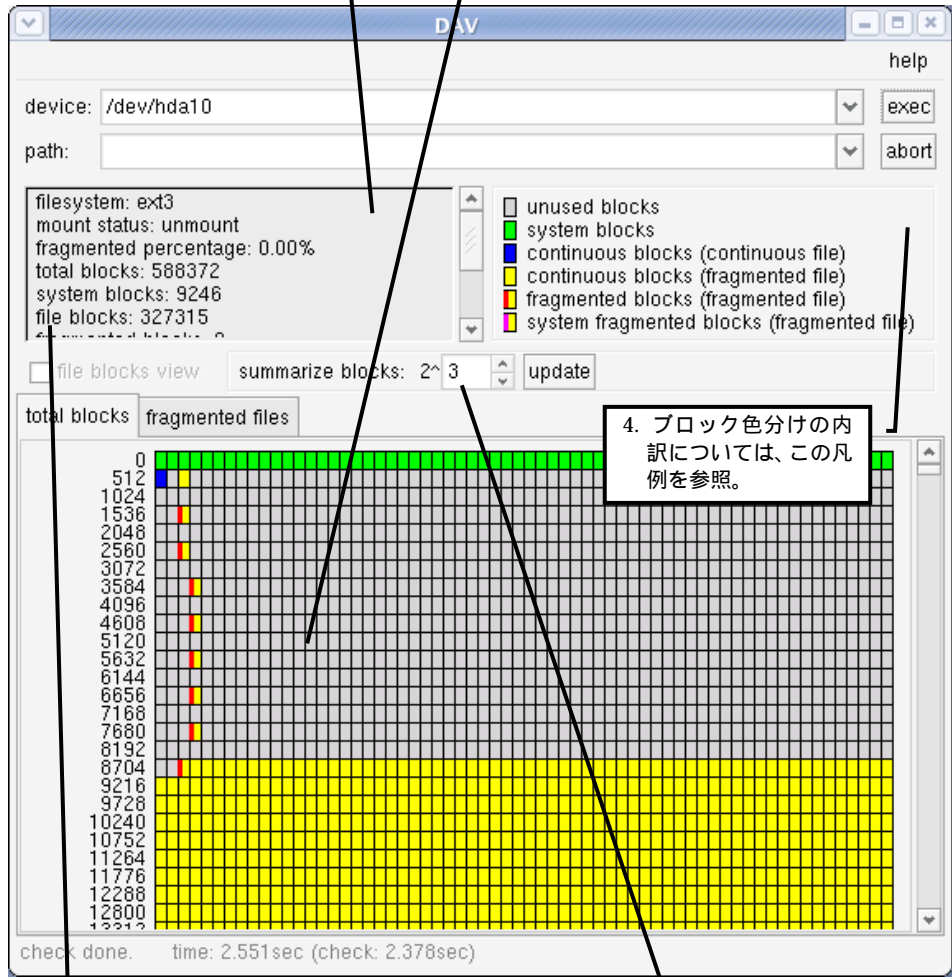 DAV
help
device: /dev/hda10
exec
path:
abort
filesystem: ext3
mount status: unmount
fragmented percentage: 0.00%
total blocks: 588372
system blocks: 9246
file blocks: 327315
unused blocks
system blocks
continuous blocks (continuous file)
continuous blocks (fragmented file)
fragmented blocks (fragmented file)
system fragmented blocks (fragmented file)
file blocks view
summarize blocks: 2^ 3
update
total blocks
fragmented files
4. ブロック色分けの内
訳については、この凡
例を参照。
0
512
1024
1536
2048
2560
3072
3584
4096
4608
5120
5632
6144
6656
7168
7680
8192
8704
9216
9728
10240
10752
11264
11776
12288
12800
check done. time: 2.551sec (check: 2.378sec)